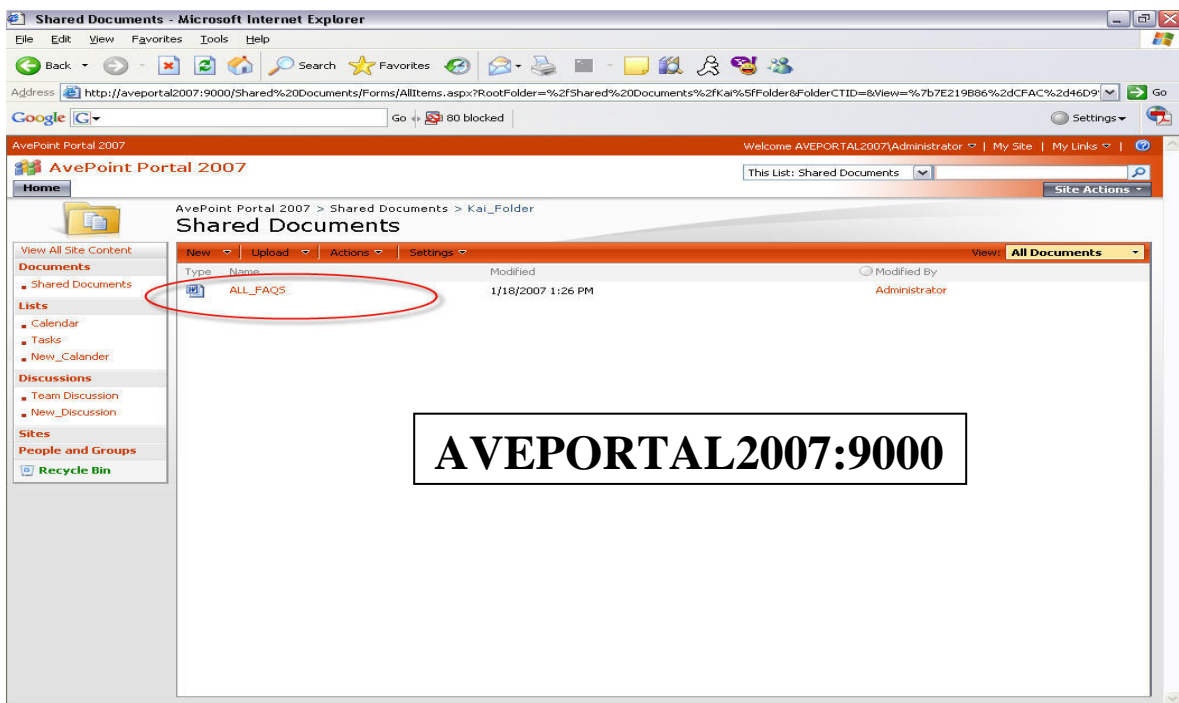 Shared Documents - Microsoft Internet Explorer
File Edit View Favorites Tools Help
Back Search Favorites
Address http://aveportal2007:9000/Shared%20Documents/Forms/AllItems.aspx?RootFolder=%2fShared%20Documents%2fKai%5fFolder&FolderCTID=&View=%7b7E219B86%2dCFAC%2d46D9 Go
Google G Go 80 blocked Settings
AvePoint Portal 2007 Welcome AVEPORTAL2007\Administrator | My Site | My Links |
AvePoint Portal 2007 This List: Shared Documents
Home Site Actions
AvePoint Portal 2007 > Shared Documents > Kai_Folder
Shared Documents
View All Site Content
New Upload Actions Settings View: All Documents
Documents
Type Name Modified Modified By
Shared Documents
ALL_FAQS 1/18/2007 1:26 PM Administrator
Lists
Calendar
Tasks
New_Calander
Discussions
Team Discussion
New_Discussion
Sites
People and Groups
Recycle Bin
AVEPORTAL2007:9000